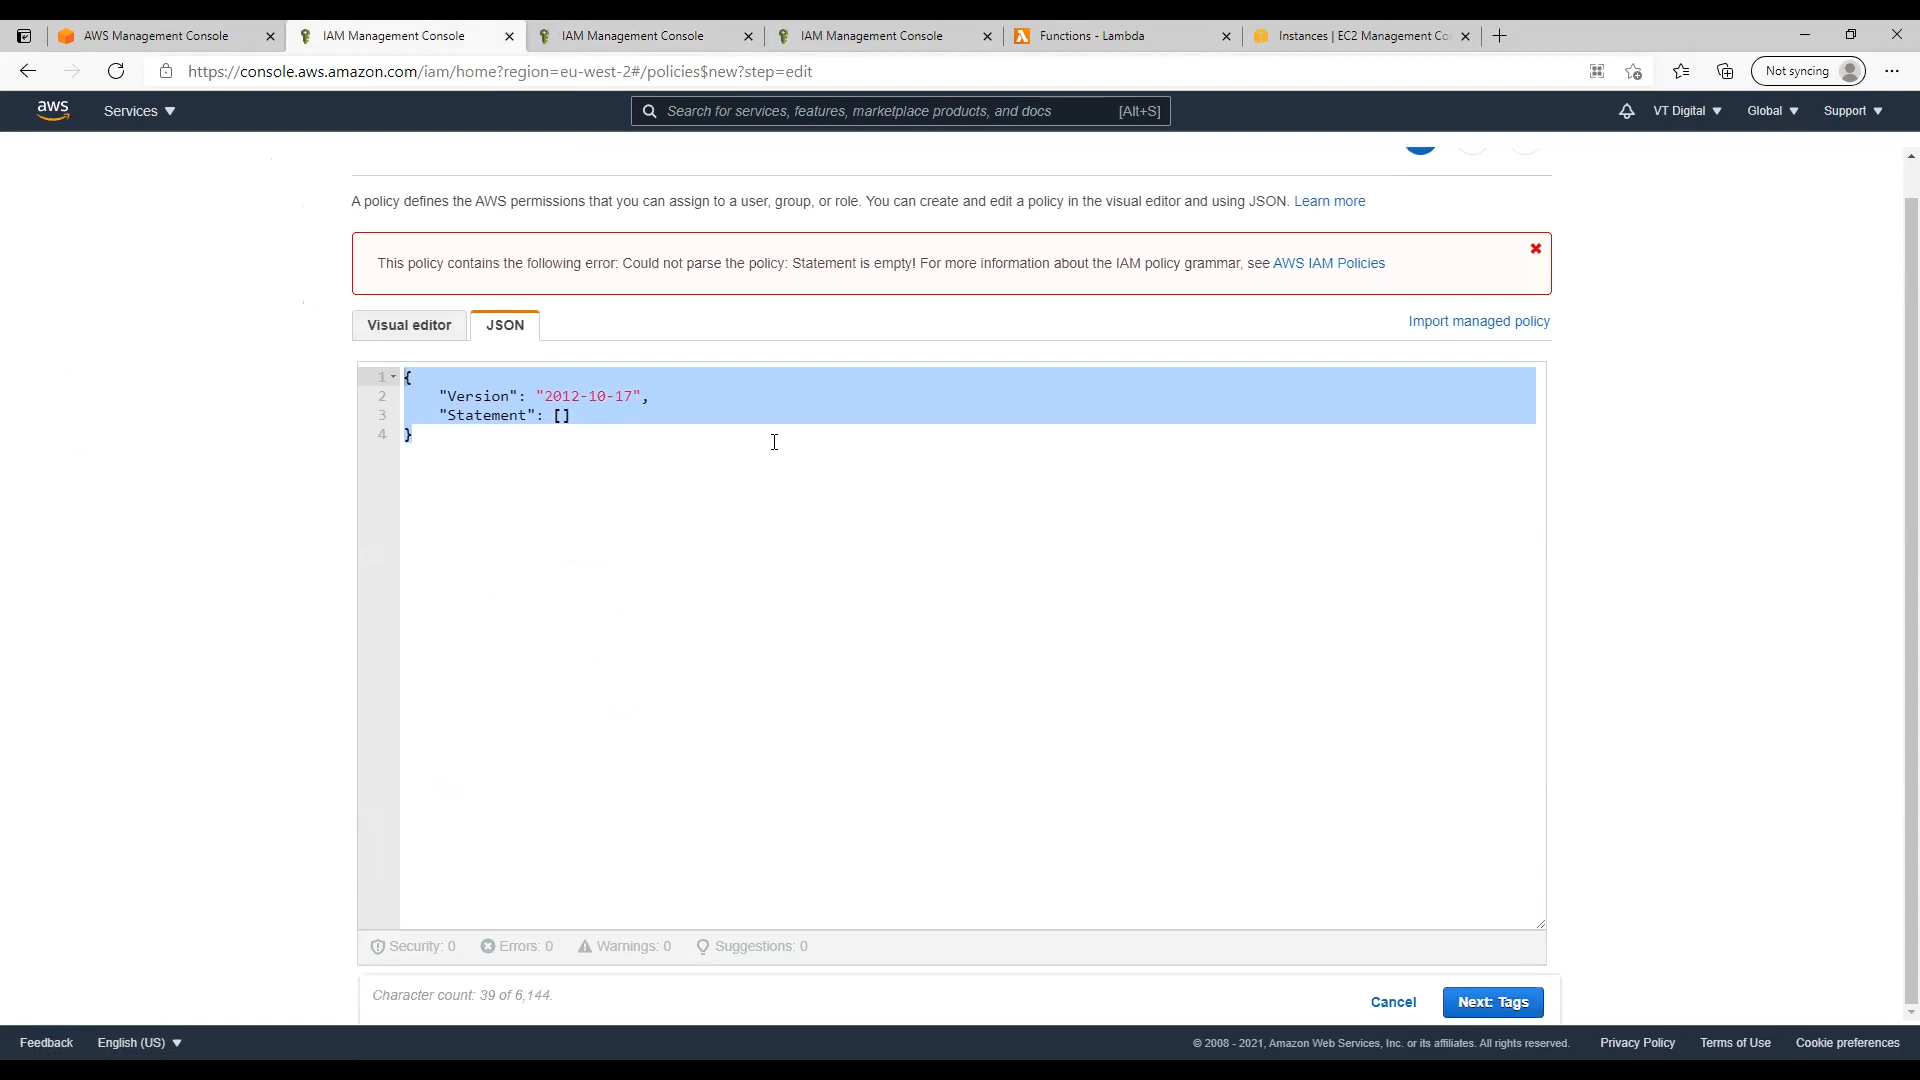 AWS Management Console
IAM Management Console
IAM Management Console
IAM Management Console
Functions - Lambda
Instances | EC2 Management Co
https://console.aws.amazon.com/iam/home?region=eu-west-2#/policies$new?step=edit
Not syncing
aws
Services
Search for services, features, marketplace products, and docs
[Alt+S]
VT Digital
Global
Support
A policy defines the AWS permissions that you can assign to a user, group, or role. You can create and edit a policy in the visual editor and using JSON. Learn more
This policy contains the following error: Could not parse the policy: Statement is empty! For more information about the IAM policy grammar, see AWS IAM Policies
Visual editor
JSON
Import managed policy
1 {
2 "Version": "2012-10-17",
3 "Statement": []
4 }
Security: 0
Errors: 0
Warnings: 0
Suggestions: 0
Character count: 39 of 6,144.
Cancel
Next: Tags
Feedback
English (US)
© 2008 - 2021, Amazon Web Services, Inc. or its affiliates. All rights reserved.
Privacy Policy
Terms of Use
Cookie preferences